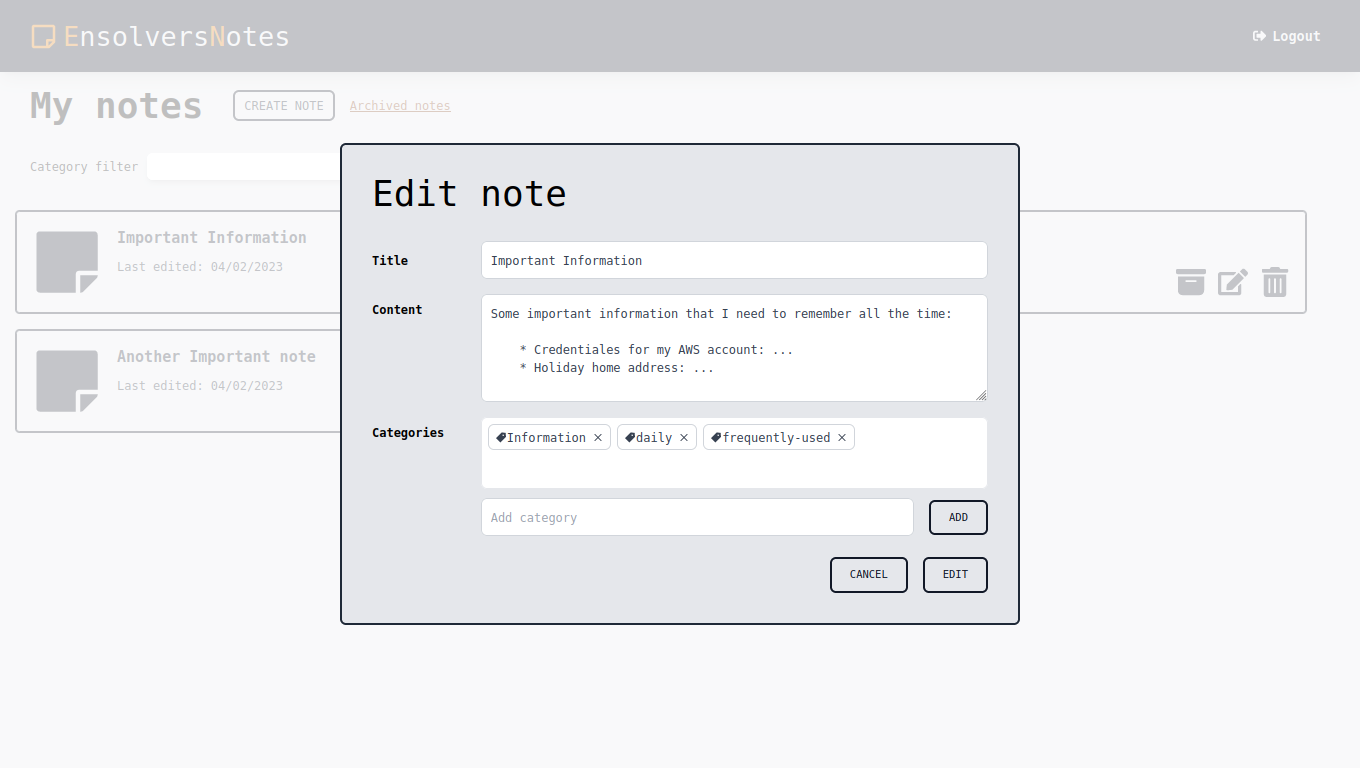 EnsolversNotes
Logout
My notes
CREATE NOTE
Archived notes
Category filter
Important Information
Last edited: 04/02/2023
Another Important note
Last edited: 04/02/2023
Edit note
Title
Important Information
Content
Some important information that I need to remember all the time:
* Credentiales for my AWS account: ...
* Holiday home address: ...
Categories
Information ×
daily ×
frequently-used ×
Add category
ADD
CANCEL
EDIT